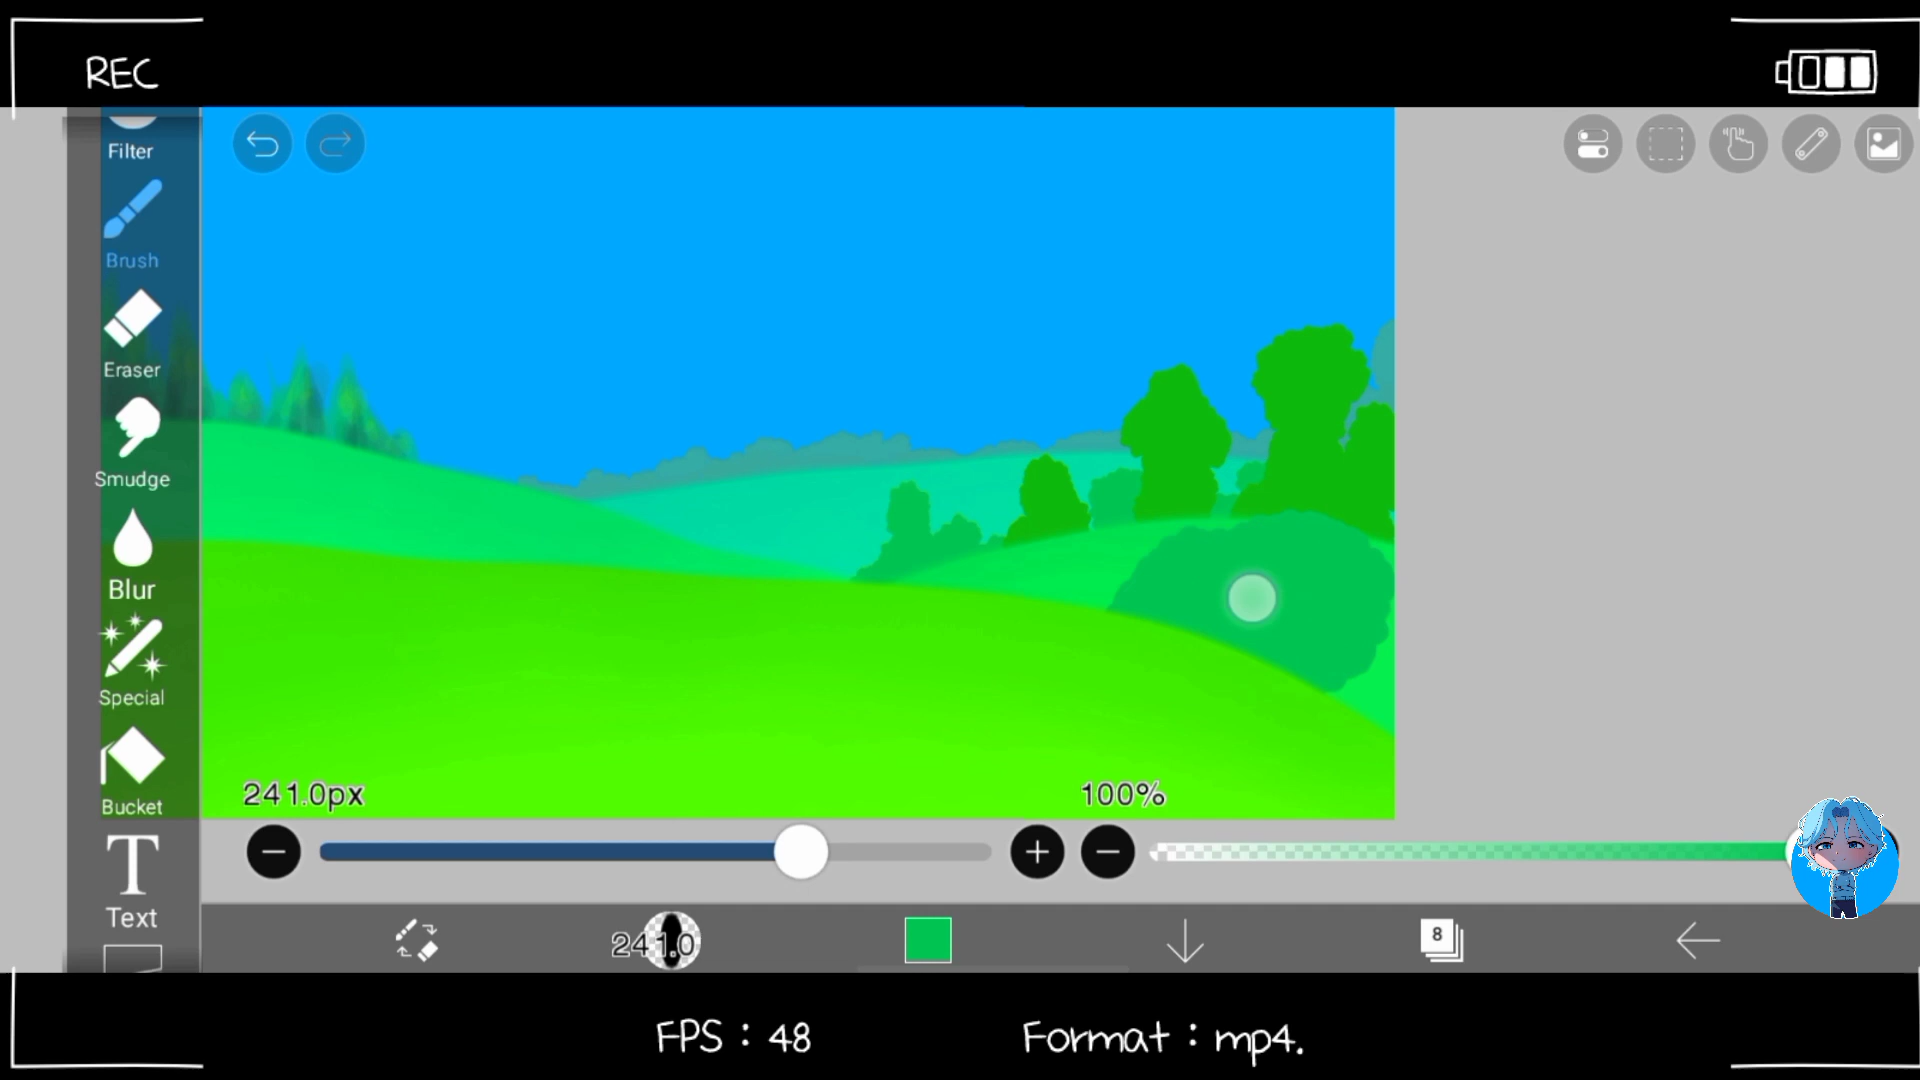 REC
Filter
Brush
Eraser
Smudge
Blur
Special
Bucket
Text
241.0px
100%
241.0
8
FPS : 48
Format : mp4.